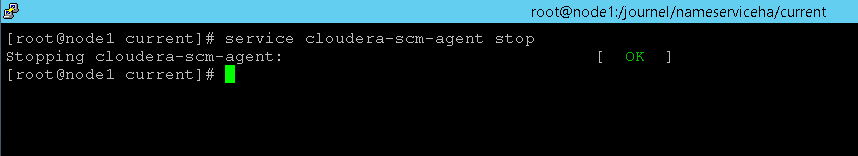 root@node1:/journel/nameserviceha/current
[root@node1 current]# service cloudera-scm-agent stop
Stopping cloudera-scm-agent: [ OK ]
[root@node1 current]#